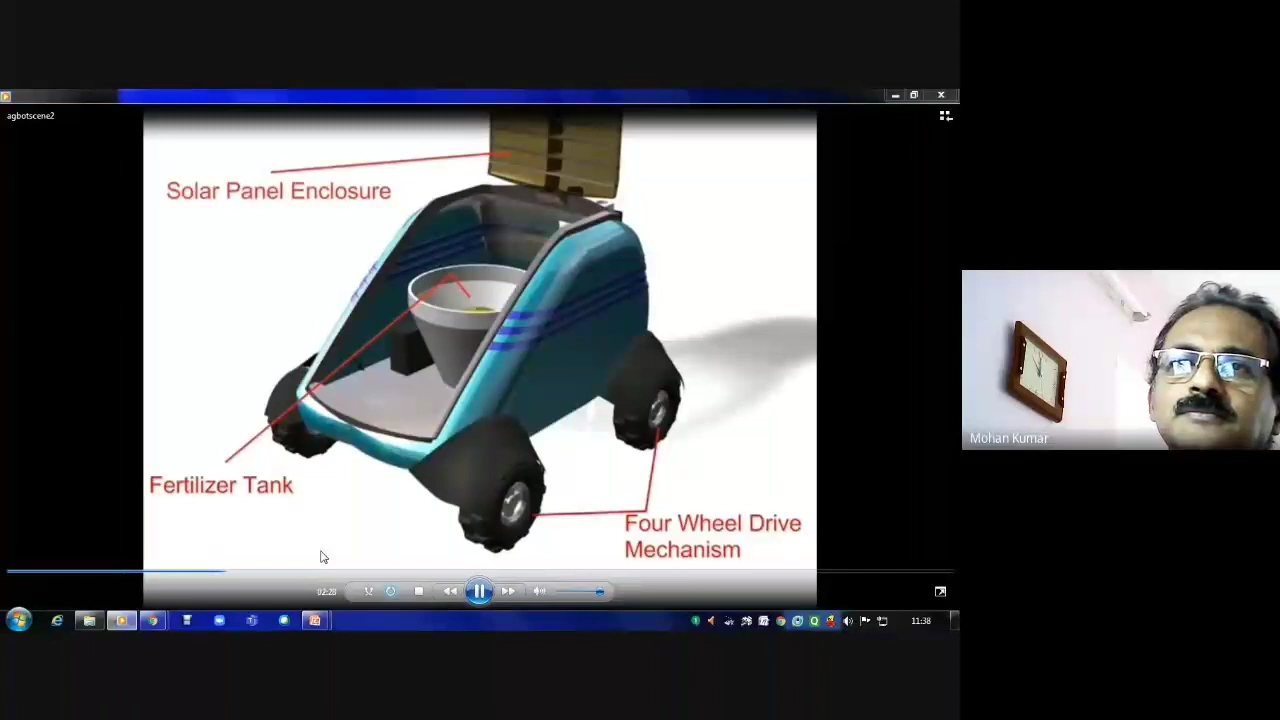 agbotscene2
Solar Panel Enclosure
Fertilizer Tank
Four Wheel Drive
Mechanism
Mohan Kumar
02:28
11:38